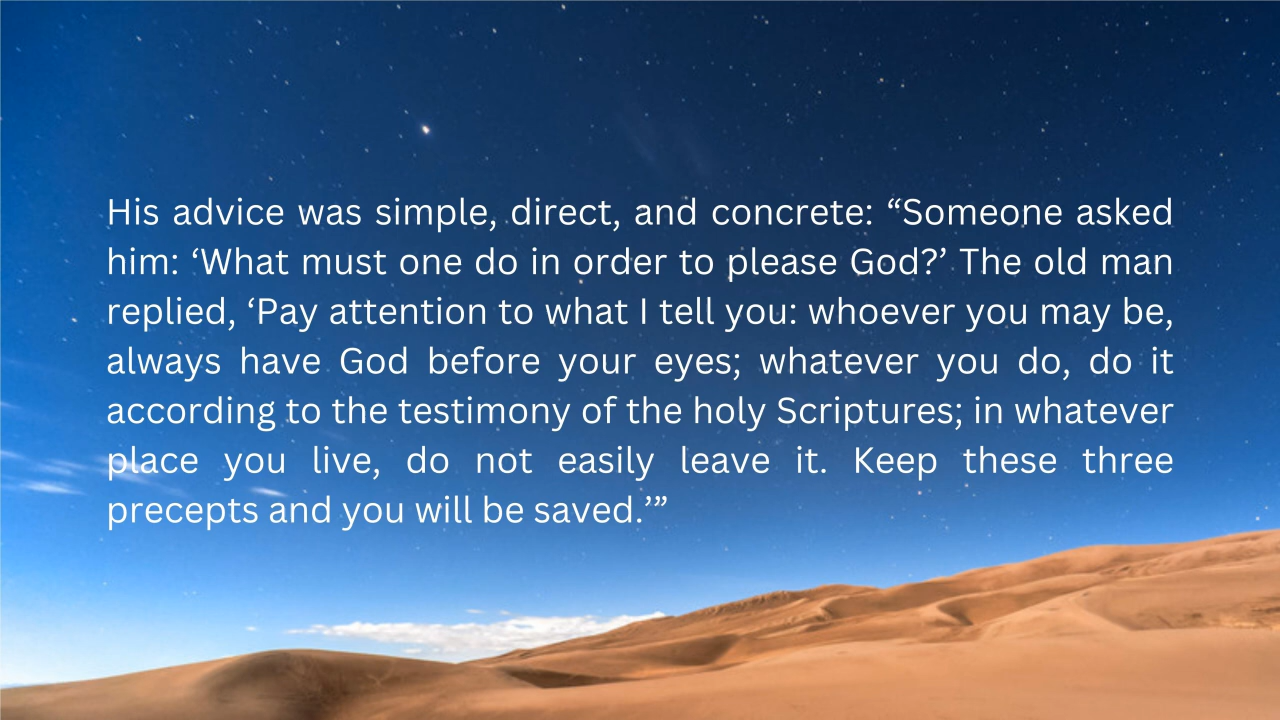 His advice was simple, direct, and concrete: “Someone asked
him: ‘What must one do in order to please God?’ The old man
replied, ‘Pay attention to what I tell you: whoever you may be,
always have God before your eyes; whatever you do, do it
according to the testimony of the holy Scriptures; in whatever
place you live, do not easily leave it. Keep these three
precepts and you will be saved.’”